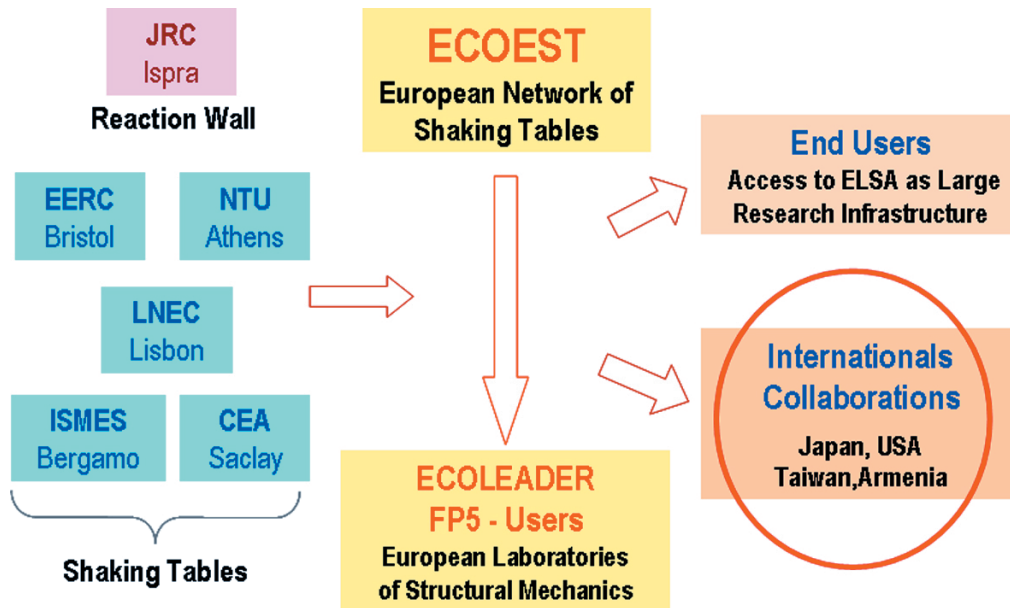 JRC
Ispra
Reaction Wall
EERC
Bristol
NTU
Athens
LNEC
Lisbon
ISMES
Bergamo
CEA
Saclay
Shaking Tables
ECOEST
European Network of
Shaking Tables
ECOLEADER
FP5 - Users
European Laboratories
of Structural Mechanics
End Users
Access to ELSA as Large
Research Infrastructure
Internationals
Collaborations
Japan, USA
Taiwan,Armenia